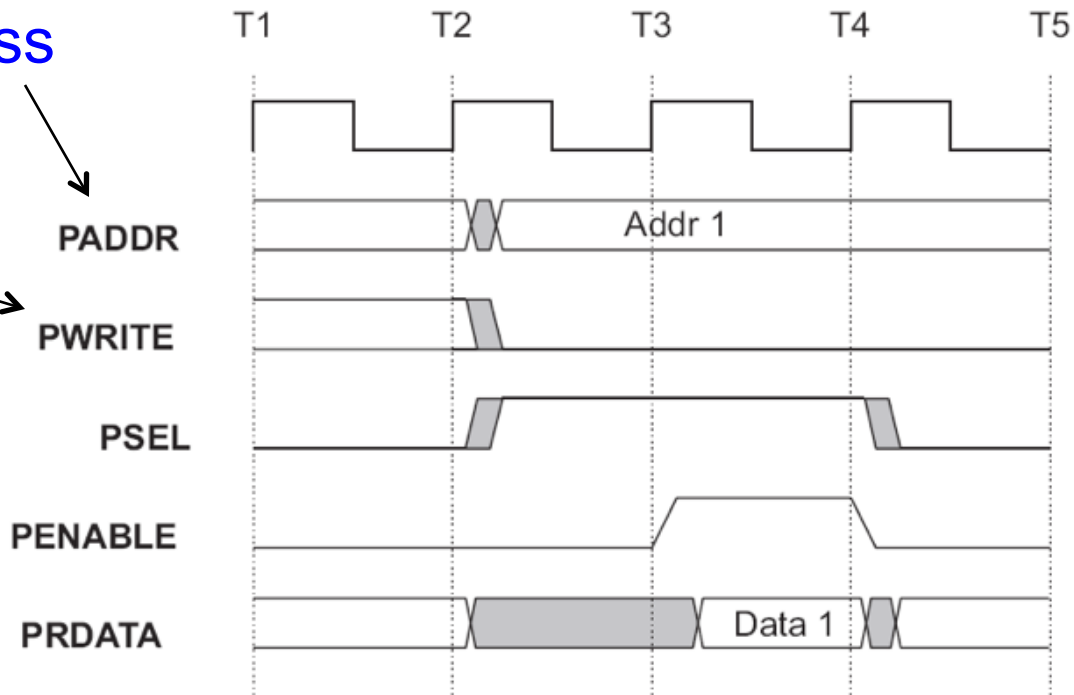 T1 T2 T3 T4 T5
ss
PADDR Addr 1
PWRITE
PSEL
PENABLE
PRDATA Data 1